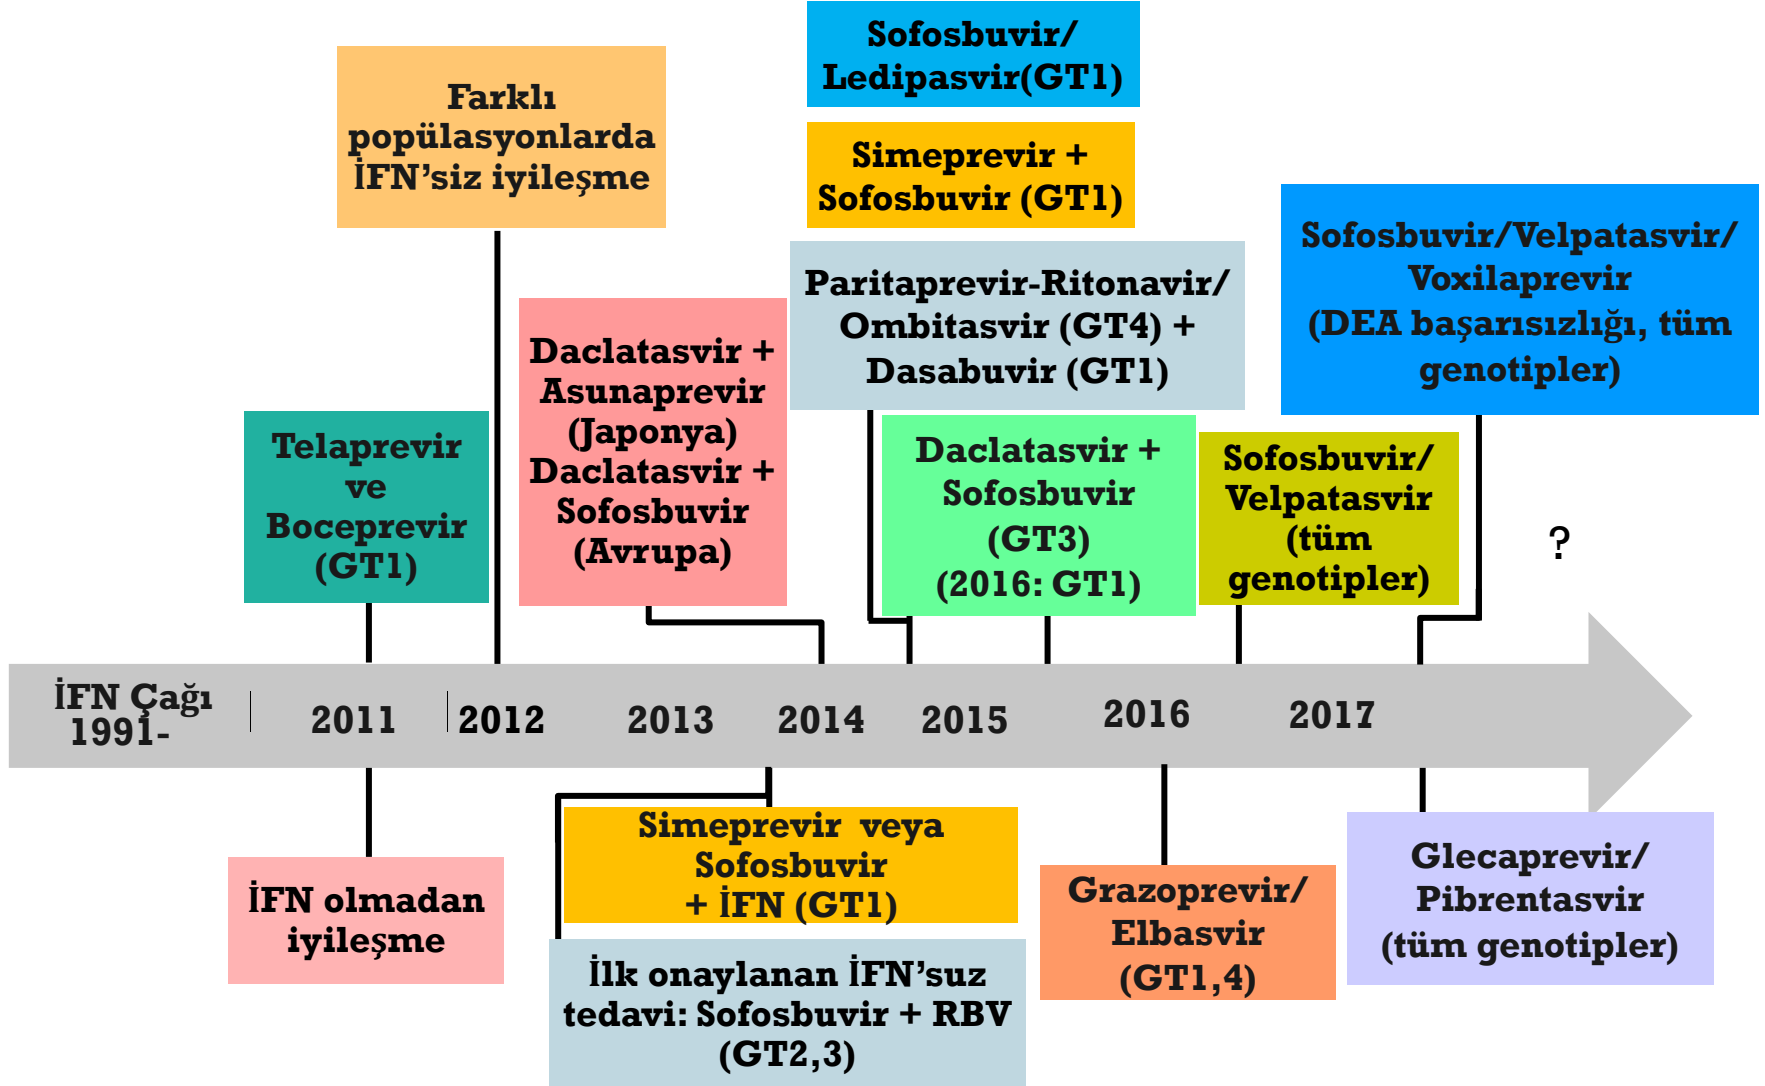 Sofosbuvir/
Ledipasvir(GT1)
Farklı
popülasyonlarda
İFN’siz iyileşme
Simeprevir +
Sofosbuvir (GT1)
Sofosbuvir/Velpatasvir/
Voxilaprevir
(DEA başarısızlığı, tüm
genotipler)
Paritaprevir-Ritonavir/
Ombitasvir (GT4) +
Dasabuvir (GT1)
Daclatasvir +
Asunaprevir
(Japonya)
Daclatasvir +
Sofosbuvir
(Avrupa)
Telaprevir
ve
Boceprevir
(GT1)
Daclatasvir +
Sofosbuvir
(GT3)
(2016: GT1)
Sofosbuvir/
Velpatasvir
(tüm
genotipler)
?
İFN Çağı
1991-
2011
2012
2013
2014
2015
2016
2017
İFN olmadan
iyileşme
Simeprevir veya
Sofosbuvir
+ İFN (GT1)
İlk onaylanan İFN’suz
tedavi: Sofosbuvir + RBV
(GT2,3)
Grazoprevir/
Elbasvir
(GT1,4)
Glecaprevir/
Pibrentasvir
(tüm genotipler)